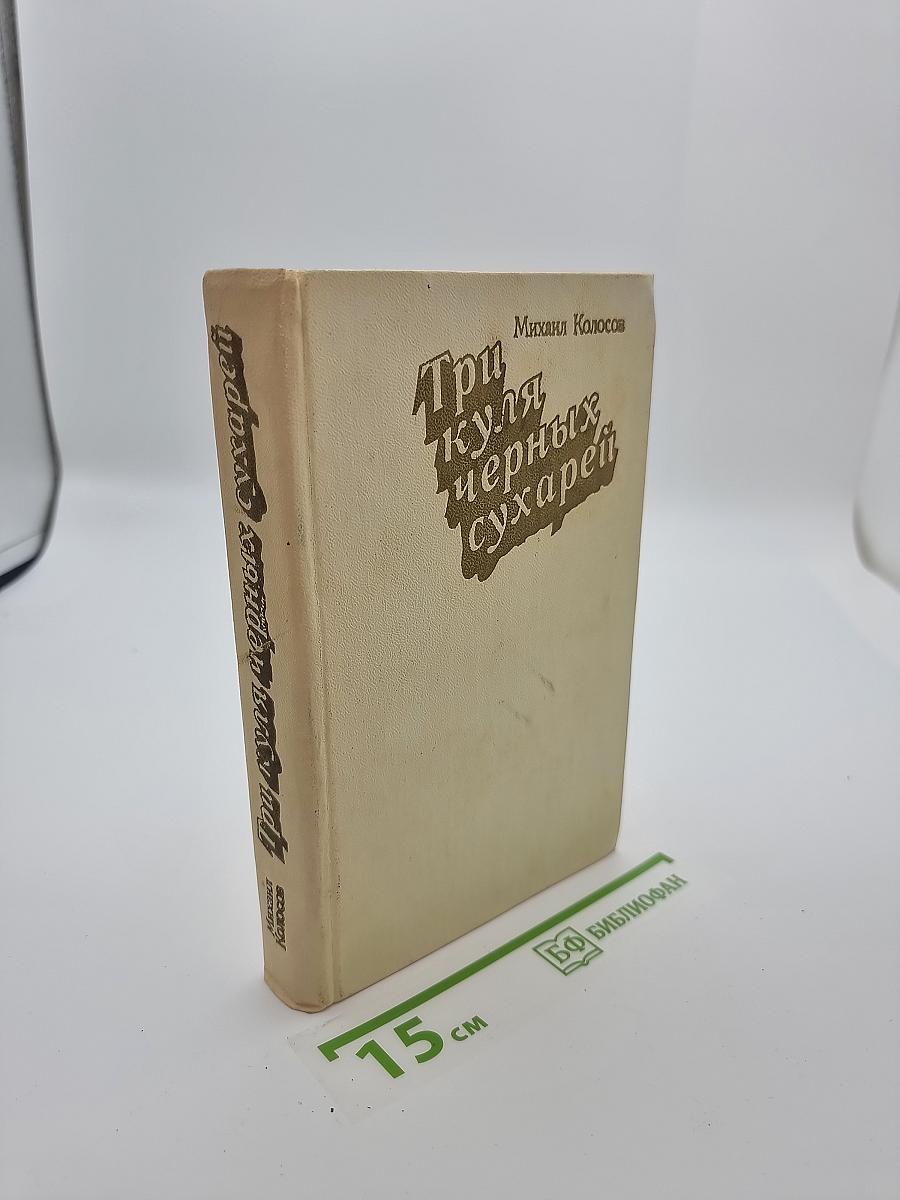 Михаил Колосов
Три
куля
черных
сухарей
Михаил
Колосов
Три куля черных сухарей
15 см
БФ БИБЛИОФАН